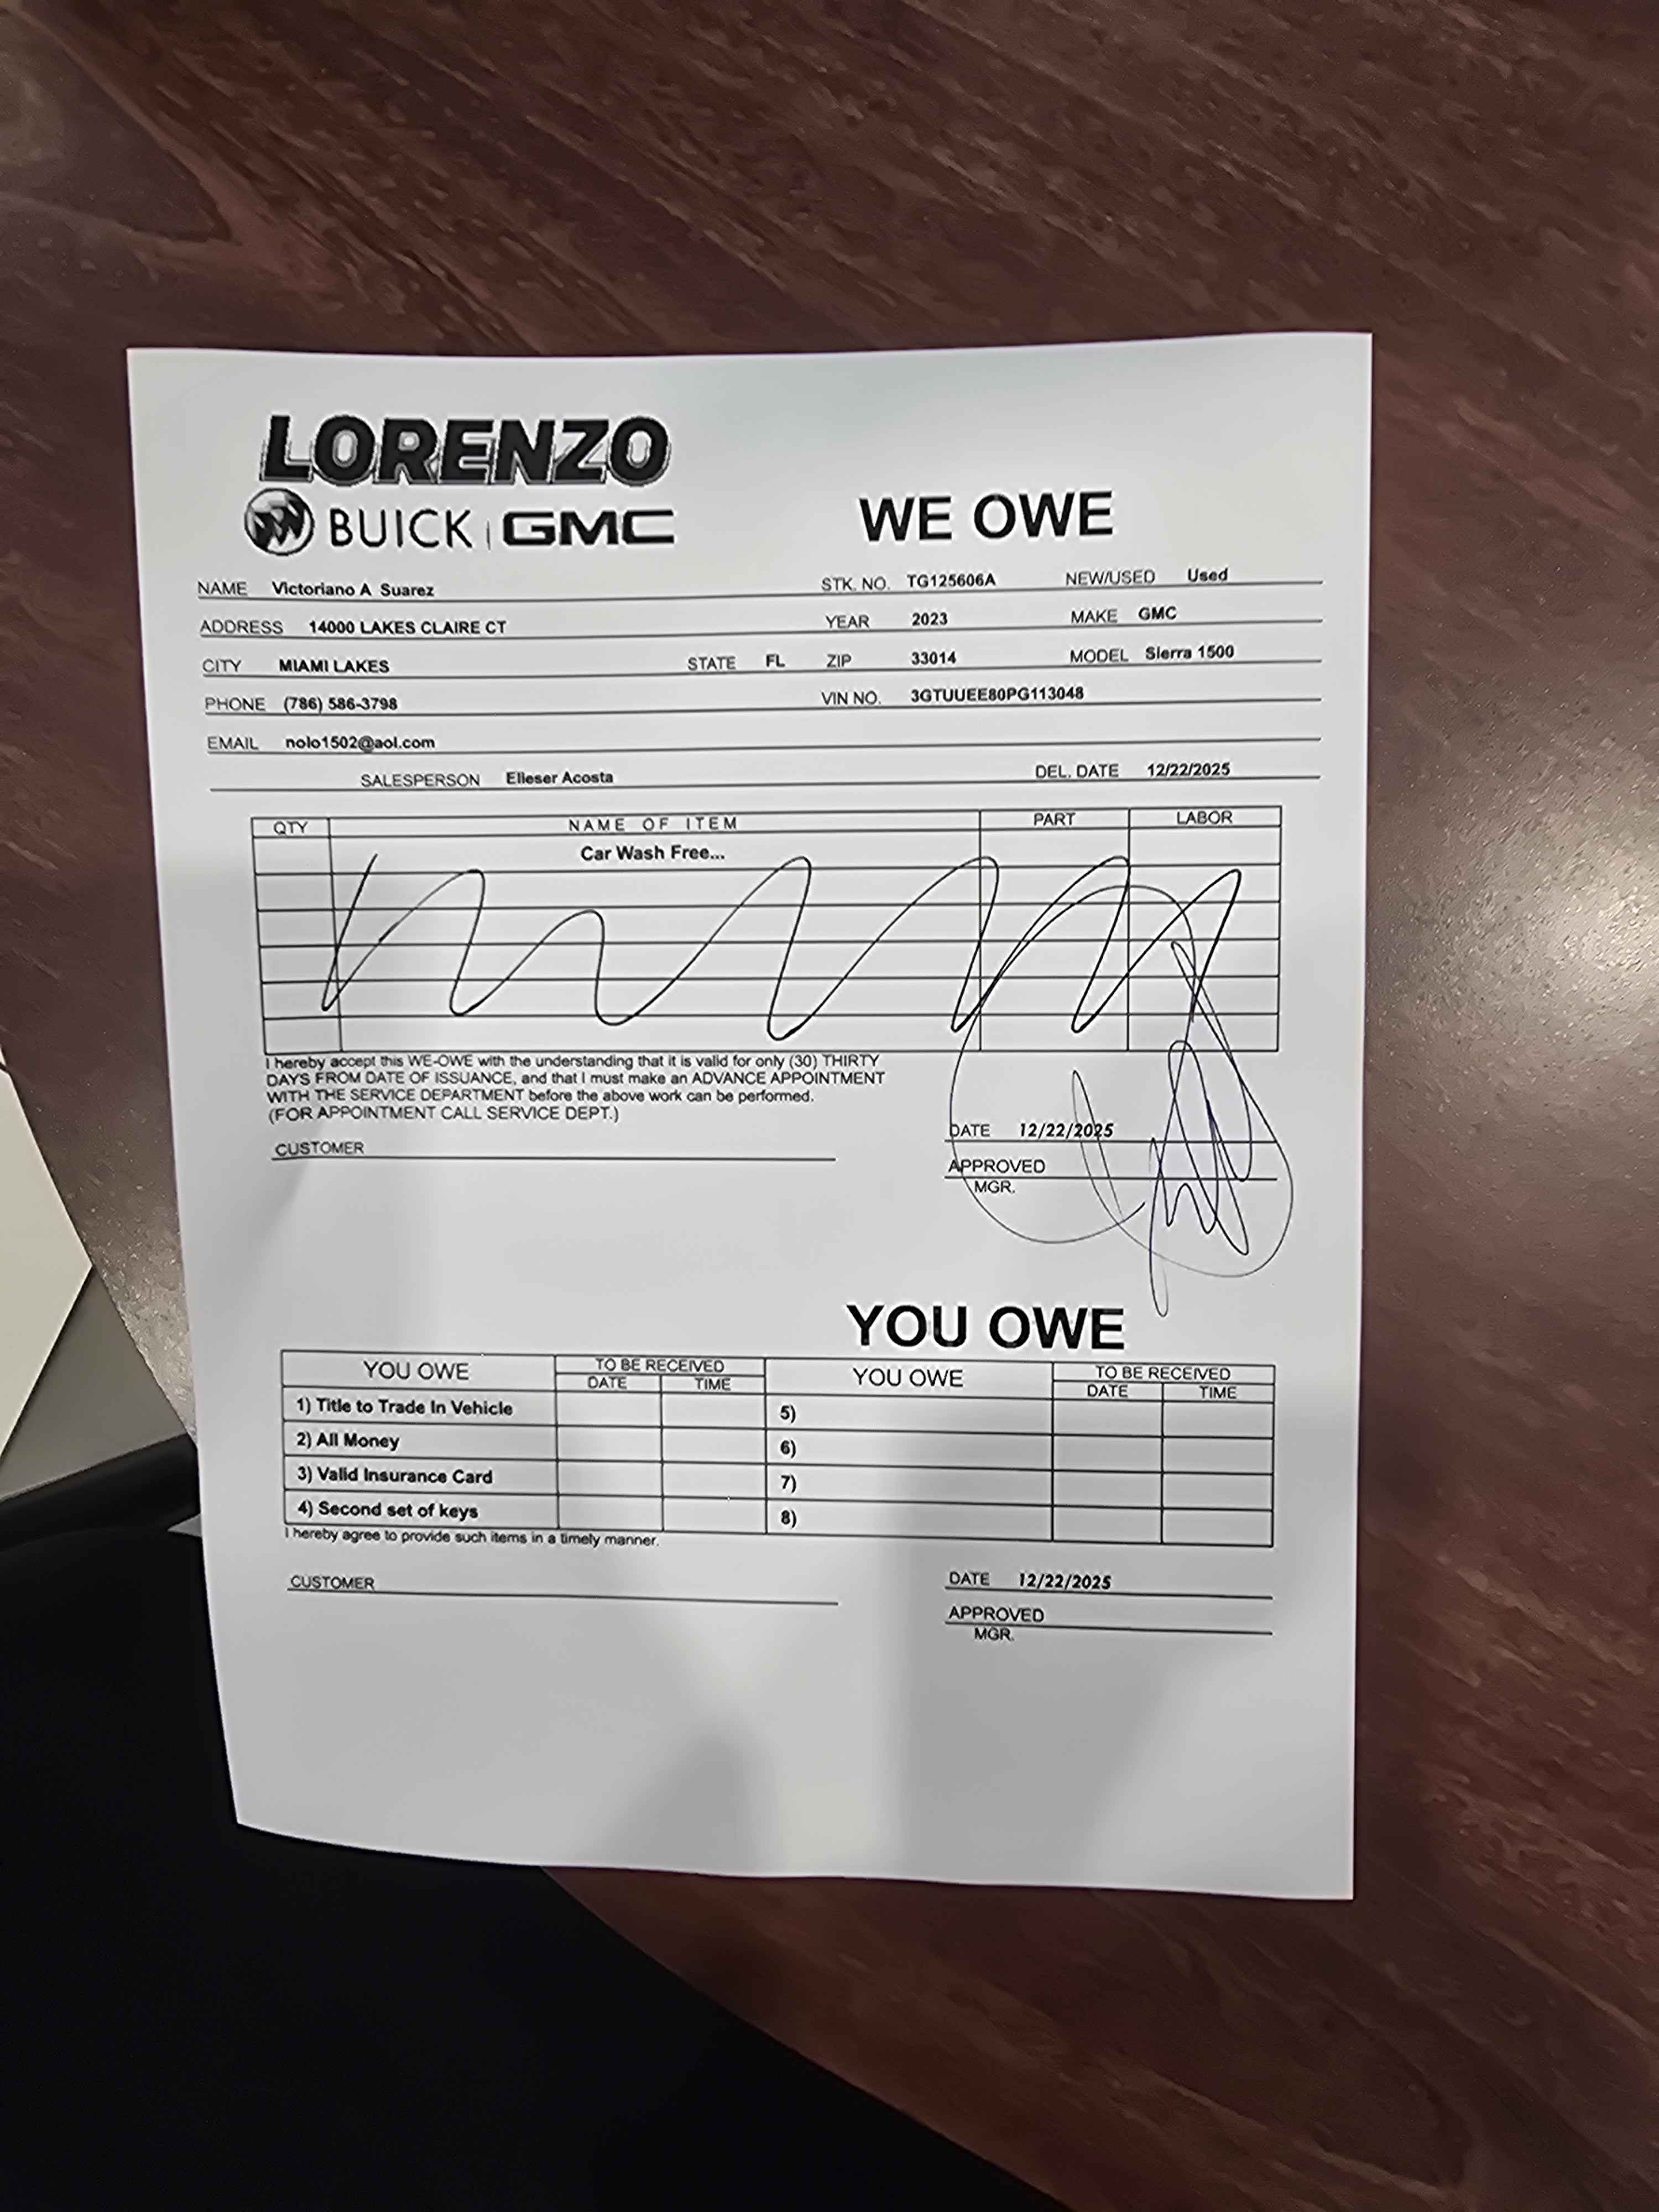 LORENZO
BUICK | GMC
WE OWE
NAME Victoriano A Suarez STK. NO. TG125606A NEW/USED Used
ADDRESS 14000 LAKES CLAIRE CT YEAR 2023 MAKE GMC
CITY MIAMI LAKES STATE FL ZIP 33014 MODEL Sierra 1500
PHONE (786) 586-3798 VIN NO. 3GTUUEE80PG113048
EMAIL nolo1502@aol.com
SALESPERSON Elieser Acosta DEL. DATE 12/22/2025
QTY NAME OF ITEM PART LABOR
Car Wash Free...
I hereby accept this WE-OWE with the understanding that it is valid for only (30) THIRTY
DAYS FROM DATE OF ISSUANCE, and that I must make an ADVANCE APPOINTMENT
WITH THE SERVICE DEPARTMENT before the above work can be performed.
(FOR APPOINTMENT CALL SERVICE DEPT.)
DATE 12/22/2025
CUSTOMER
APPROVED
MGR.
YOU OWE
YOU OWE TO BE RECEIVED YOU OWE TO BE RECEIVED
DATE TIME DATE TIME
1) Title to Trade In Vehicle 5)
2) All Money 6)
3) Valid Insurance Card 7)
4) Second set of keys 8)
I hereby agree to provide such items in a timely manner.
CUSTOMER DATE 12/22/2025
APPROVED
MGR.